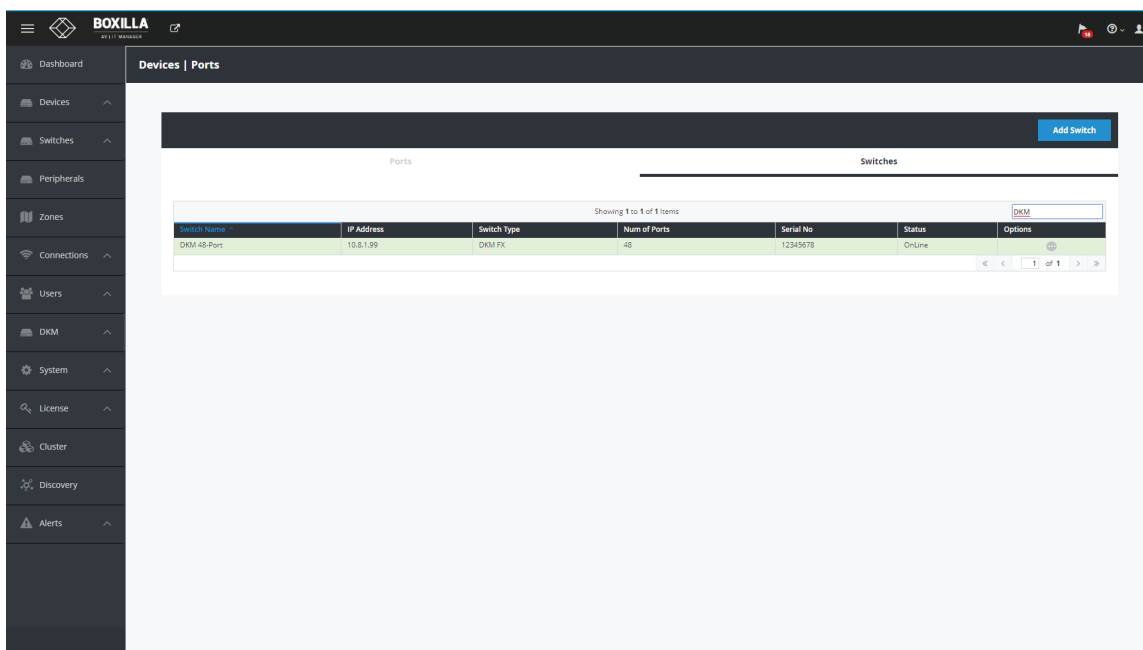 BOXILLA
AV | IT MANAGER
18
Dashboard
Devices | Ports
Devices
Switches
Add Switch
Ports
Switches
Peripherals
Zones
Showing 1 to 1 of 1 Items
DKM
Switch Name
IP Address
Switch Type
Num of Ports
Serial No
Status
Options
DKM 48-Port
10.8.1.99
DKM FX
48
12345678
OnLine
1 of 1
Connections
Users
DKM
System
License
Cluster
Discovery
Alerts